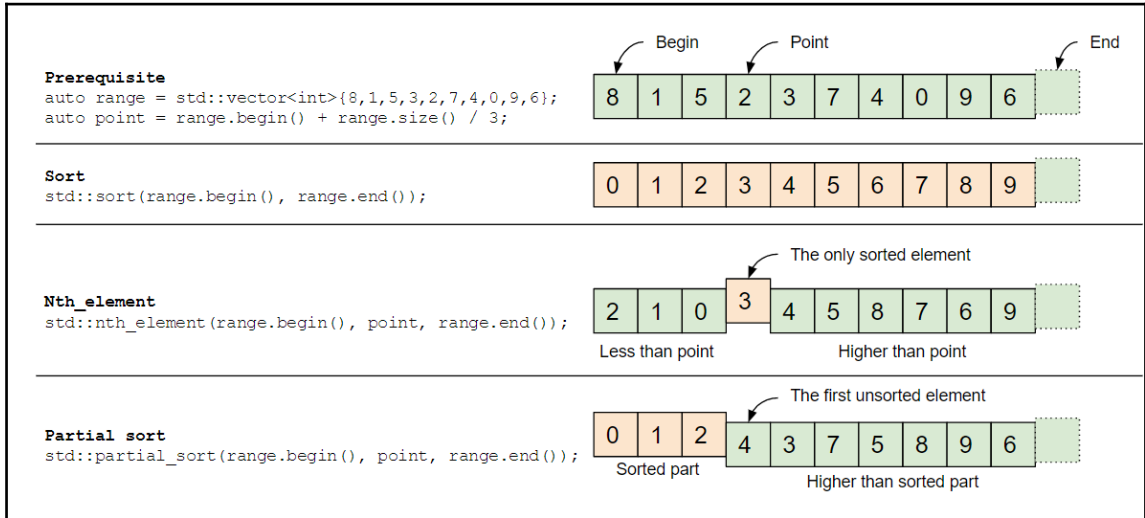 Begin
Point
End
Prerequisite
auto range = std::vector<int>{8,1,5,3,2,7,4,0,9,6};
auto point = range.begin() + range.size() / 3;
8 1 5 2 3 7 4 0 9 6
Sort
std::sort(range.begin(), range.end());
0 1 2 3 4 5 6 7 8 9
The only sorted element
Nth_element
std::nth_element(range.begin(), point, range.end());
2 1 0 3 4 5 8 7 6 9
Less than point
Higher than point
The first unsorted element
Partial sort
std::partial_sort(range.begin(), point, range.end());
0 1 2 4 3 7 5 8 9 6
Sorted part
Higher than sorted part